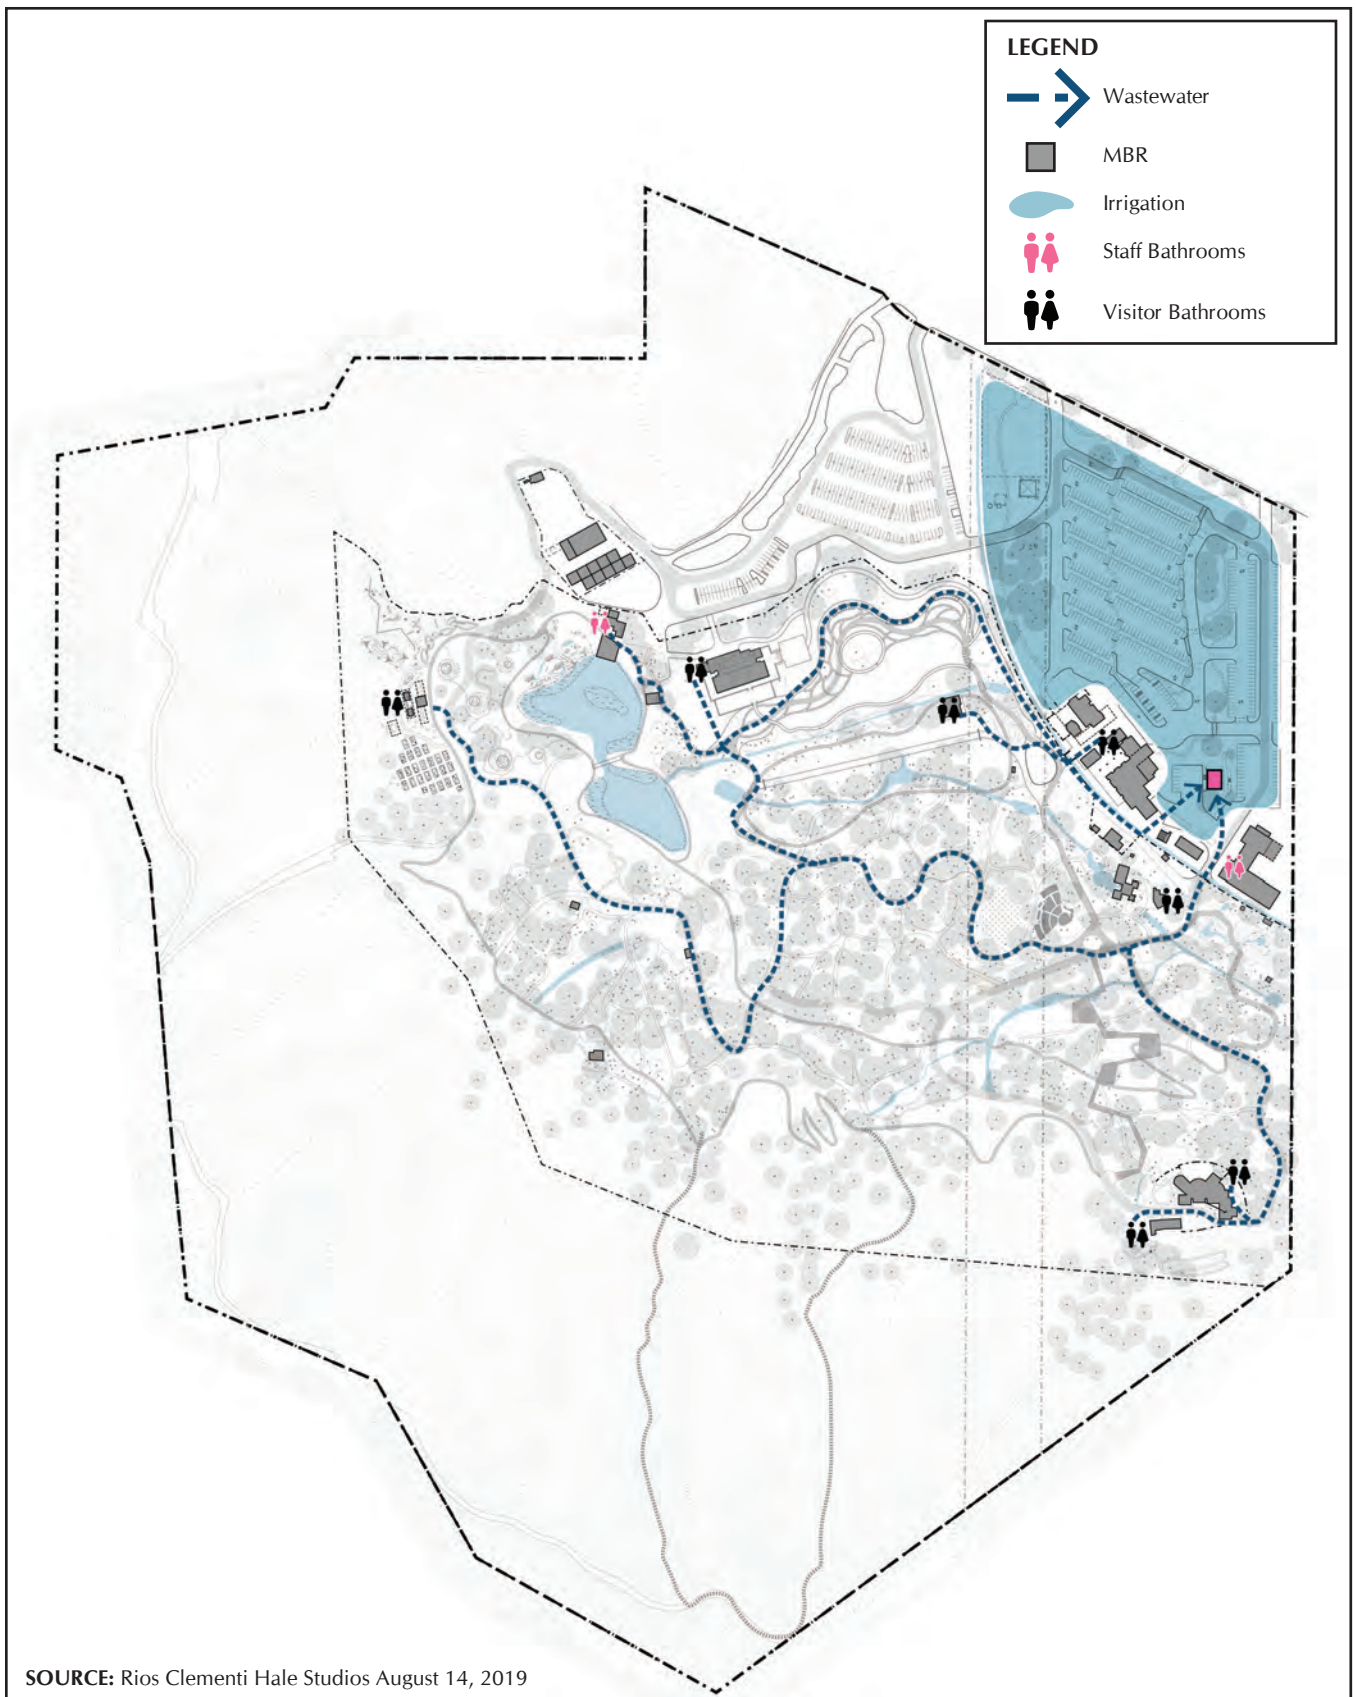 LEGEND
Wastewater
MBR
Irrigation
Staff Bathrooms
Visitor Bathrooms
SOURCE: Rios Clementi Hale Studios August 14, 2019